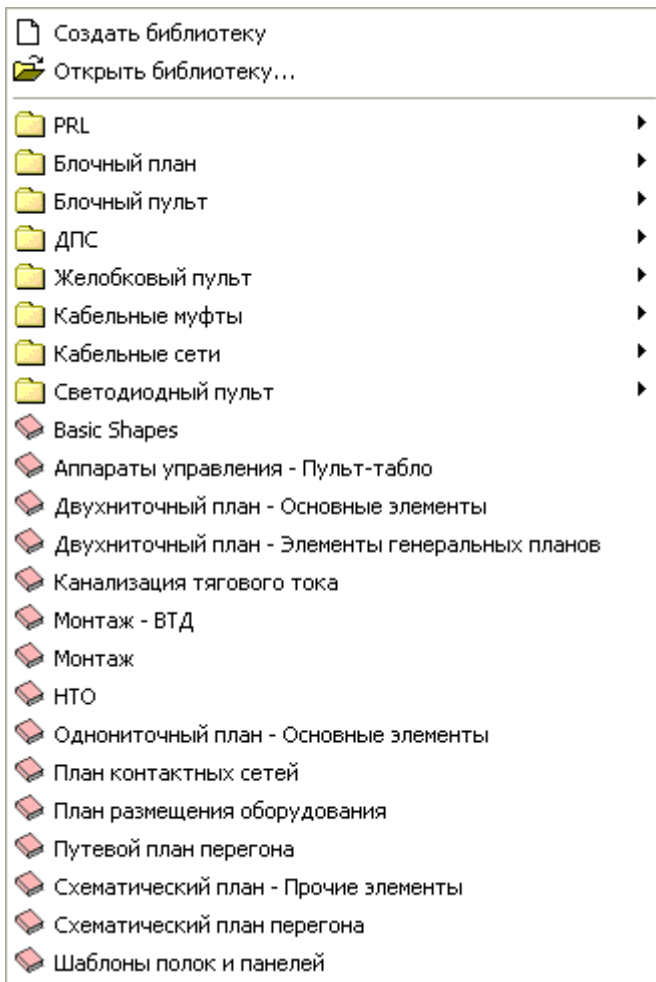 Создать библиотеку
Открыть библиотеку...
PRL
Блочный план
Блочный пульт
ДПС
Желобковый пульт
Кабельные муфты
Кабельные сети
Светодиодный пульт
Basic Shapes
Аппараты управления - Пульт-табло
Двухниточный план - Основные элементы
Двухниточный план - Элементы генеральных планов
Канализация тягового тока
Монтаж - ВТД
Монтаж
НТО
Однониточный план - Основные элементы
План контактных сетей
План размещения оборудования
Путевой план перегона
Схематический план - Прочие элементы
Схематический план перегона
Шаблоны полок и панелей